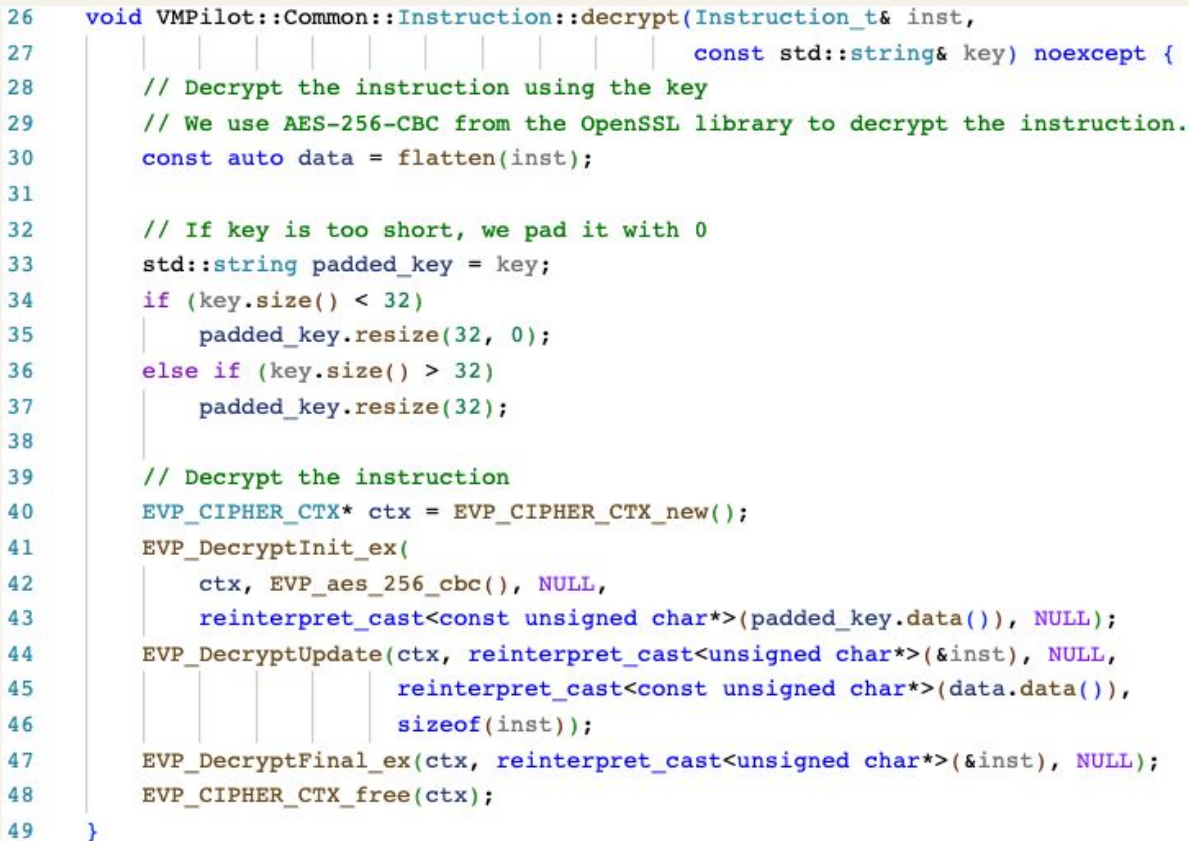 26 void VMPilot::Common::Instruction::decrypt(Instruction_t& inst,
27 const std::string& key) noexcept {
28 // Decrypt the instruction using the key
29 // We use AES-256-CBC from the OpenSSL library to decrypt the instruction.
30 const auto data = flatten(inst);
31
32 // If key is too short, we pad it with 0
33 std::string padded_key = key;
34 if (key.size() < 32)
35 padded_key.resize(32, 0);
36 else if (key.size() > 32)
37 padded_key.resize(32);
38
39 // Decrypt the instruction
40 EVP_CIPHER_CTX* ctx = EVP_CIPHER_CTX_new();
41 EVP_DecryptInit_ex(
42 ctx, EVP_aes_256_cbc(), NULL,
43 reinterpret_cast<const unsigned char*>(padded_key.data()), NULL);
44 EVP_DecryptUpdate(ctx, reinterpret_cast<unsigned char*>(&inst), NULL,
45 reinterpret_cast<const unsigned char*>(data.data()),
46 sizeof(inst));
47 EVP_DecryptFinal_ex(ctx, reinterpret_cast<unsigned char*>(&inst), NULL);
48 EVP_CIPHER_CTX_free(ctx);
49 }